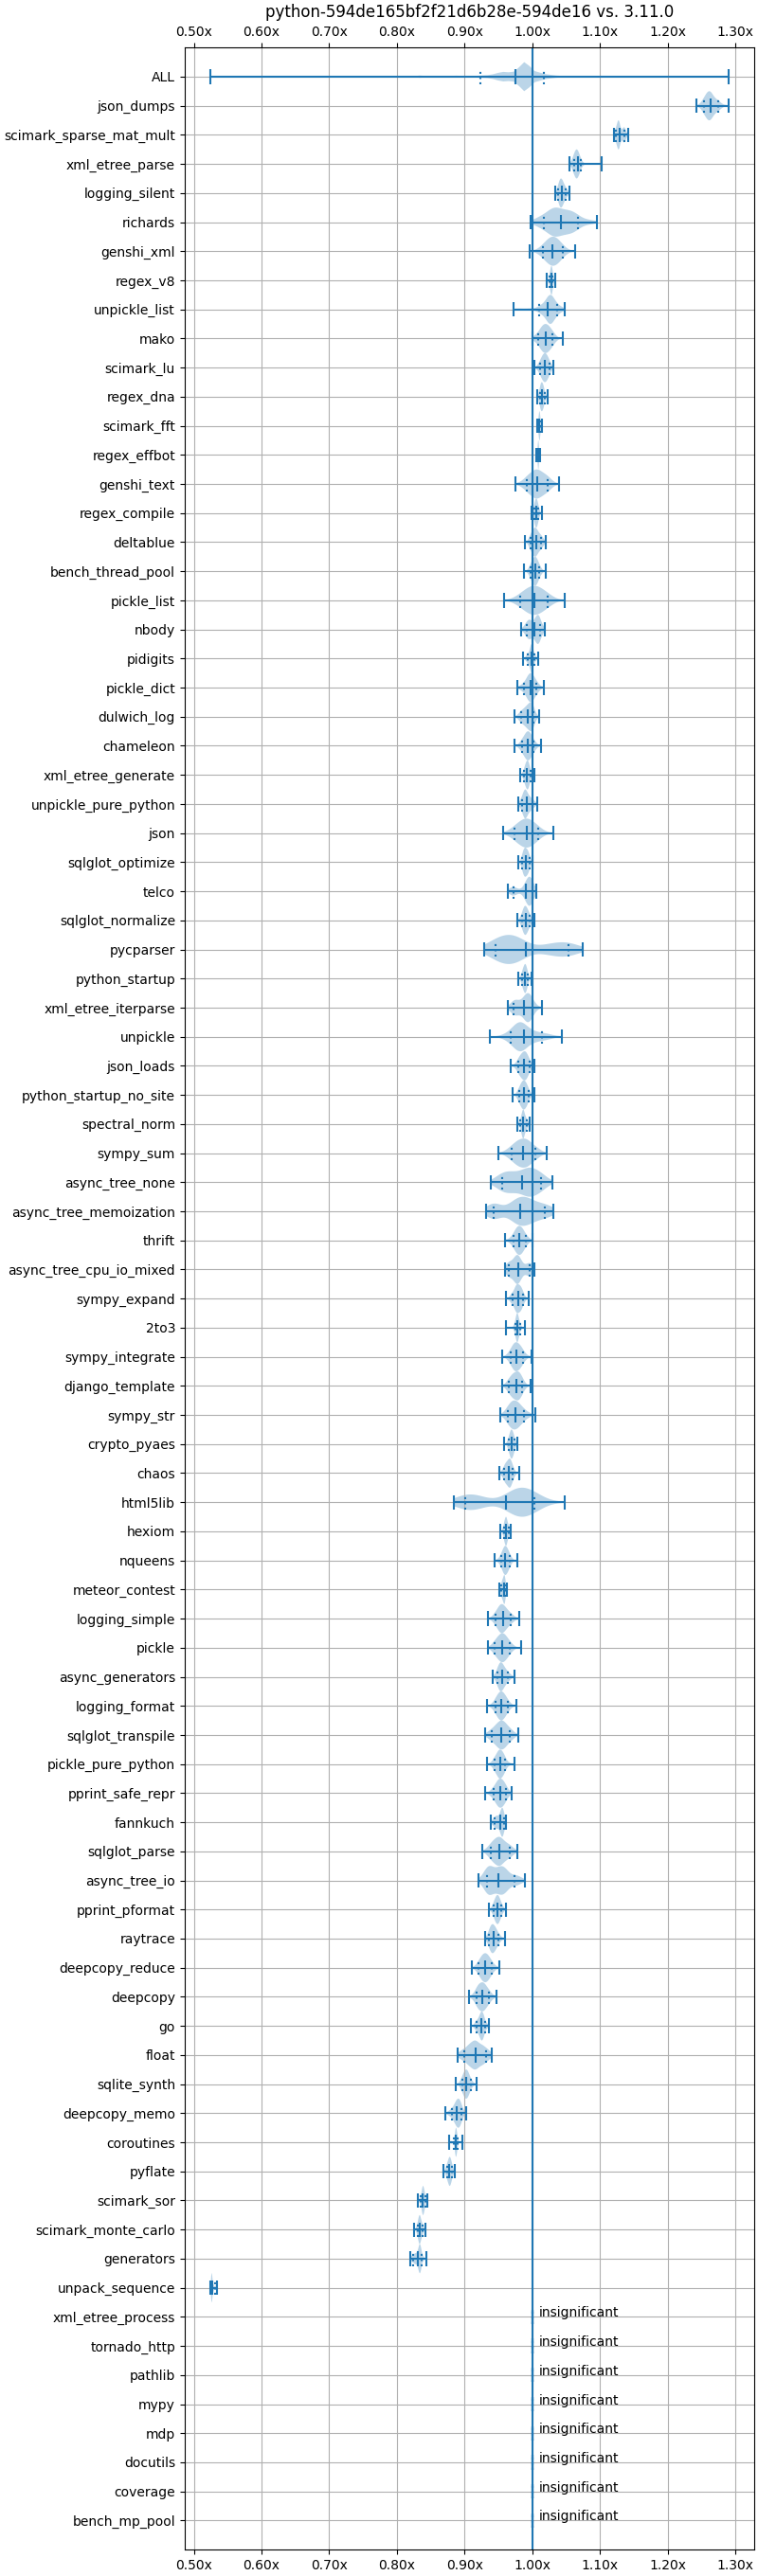 python-594de165bf2f21d6b28e-594de16 vs. 3.11.0
0.50x 0.60x 0.70x 0.80x 0.90x 1.00x 1.10x 1.20x 1.30x
ALL
json_dumps
scimark_sparse_mat_mult
xml_etree_parse
logging_silent
richards
genshi_xml
regex_v8
unpickle_list
mako
scimark_lu
regex_dna
scimark_fft
regex_effbot
genshi_text
regex_compile
deltablue
bench_thread_pool
pickle_list
nbody
pidigits
pickle_dict
dulwich_log
chameleon
xml_etree_generate
unpickle_pure_python
json
sqlglot_optimize
telco
sqlglot_normalize
pycparser
python_startup
xml_etree_iterparse
unpickle
json_loads
python_startup_no_site
spectral_norm
sympy_sum
async_tree_none
async_tree_memoization
thrift
async_tree_cpu_io_mixed
sympy_expand
2to3
sympy_integrate
django_template
sympy_str
crypto_pyaes
chaos
html5lib
hexiom
nqueens
meteor_contest
logging_simple
pickle
async_generators
logging_format
sqlglot_transpile
pickle_pure_python
pprint_safe_repr
fannkuch
sqlglot_parse
async_tree_io
pprint_pformat
raytrace
deepcopy_reduce
deepcopy
go
float
sqlite_synth
deepcopy_memo
coroutines
pyflate
scimark_sor
scimark_monte_carlo
generators
unpack_sequence
xml_etree_process insignificant
tornado_http insignificant
pathlib insignificant
mypy insignificant
mdp insignificant
docutils insignificant
coverage insignificant
bench_mp_pool insignificant
0.50x 0.60x 0.70x 0.80x 0.90x 1.00x 1.10x 1.20x 1.30x